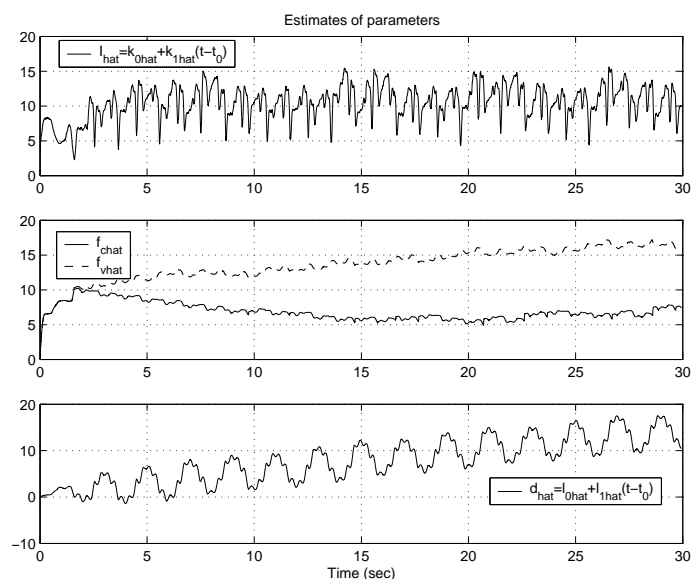 Estimates of parameters
I_hat=k_0hat+k_1hat(t−t_0)
20
15
10
5
0
0 5 10 15 20 25 30
f_chat
f_vhat
20
15
10
5
0
0 5 10 15 20 25 30
d_hat=l_0hat+l_1hat(t−t_0)
20
10
0
−10
0 5 10 15 20 25 30
Time (sec)